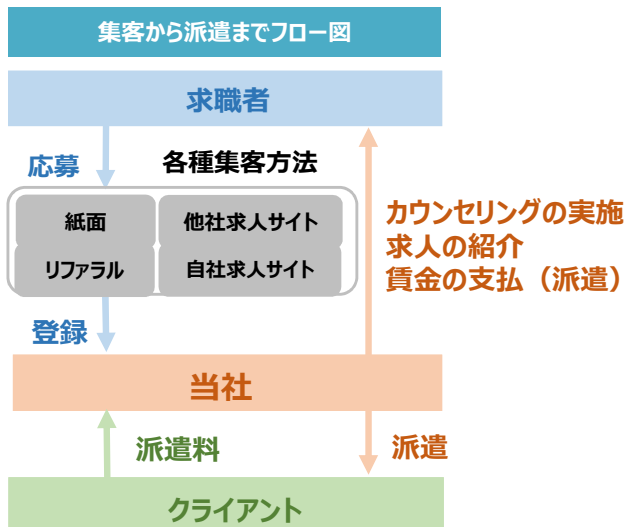 集客から派遣までフロー図
求職者
応募
各種集客方法
紙面
他社求人サイト
リファラル
自社求人サイト
カウンセリングの実施
求人の紹介
賃金の支払（派遣）
登録
当社
派遣料
派遣
クライアント